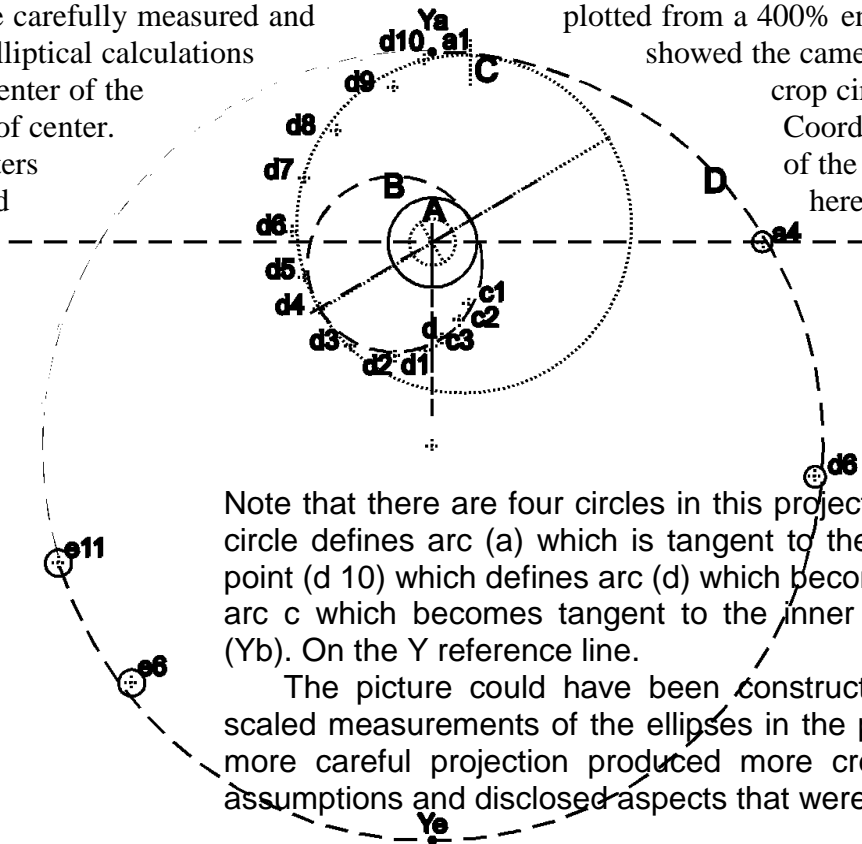 e carefully measured and
lliptical calculations
enter of the
of center.
ters
d
plotted from a 400% en
showed the came
crop cir
Coord
of the
here
Ya
d10 a1
C
d9
d8
d7
B
D
A
d6
a4
d5
d4
c1
c2
d
c3
d3
d2 d1
d6
Note that there are four circles in this project
circle defines arc (a) which is tangent to the
point (d 10) which defines arc (d) which becom
arc c which becomes tangent to the inner
(Yb). On the Y reference line.
The picture could have been construct
scaled measurements of the ellipses in the p
more careful projection produced more cre
assumptions and disclosed aspects that were
e11
e6
Ye